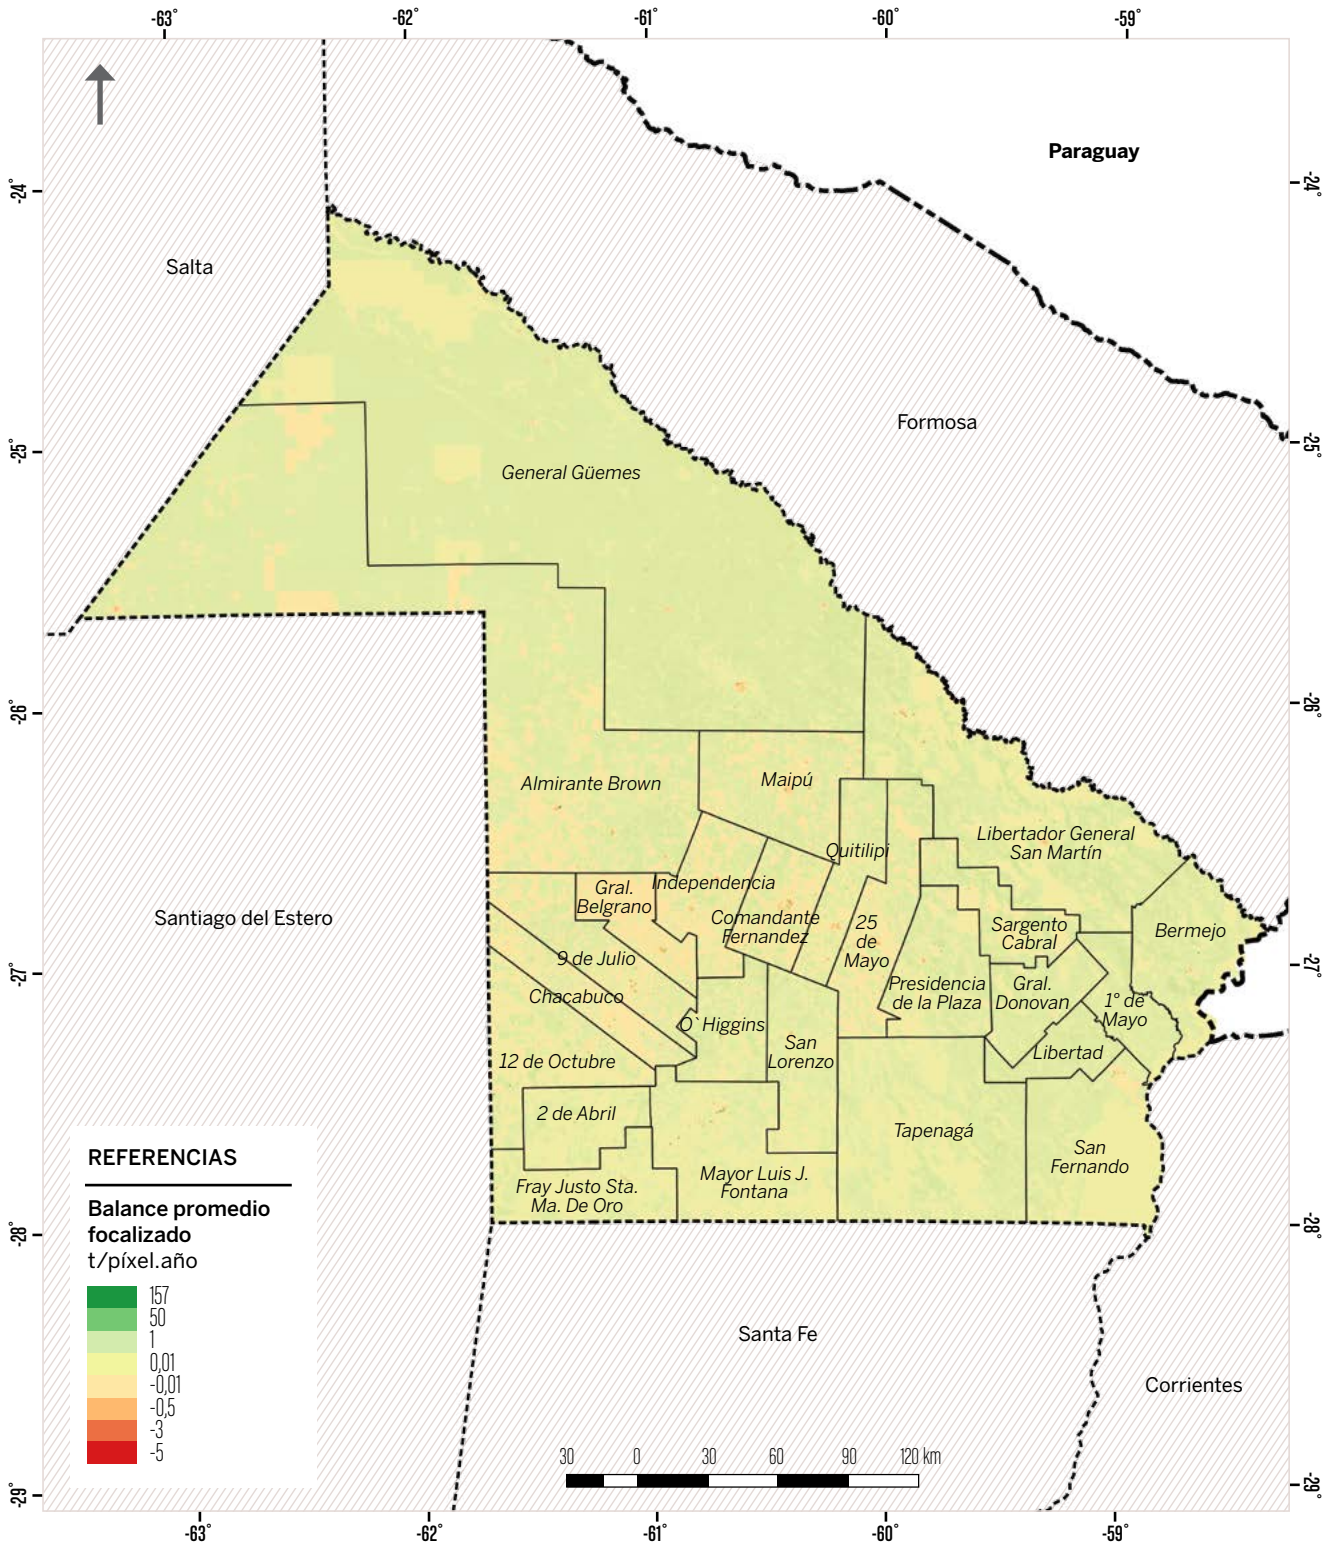 -63°
-62°
-61°
-60°
-59°
Paraguay
-24°
-24°
Salta
Formosa
-25°
-25°
General Güemes
-26°
-26°
Almirante Brown
Maipú
Libertador General
San Martín
Quitilipi
Gral.
Belgrano
Independencia
Comandante
Fernandez
Santiago del Estero
25
de
Mayo
Sargento
Cabral
Bermejo
9 de Julio
-27°
-27°
Chacabuco
Presidencia
de la Plaza
Gral.
Donovan
1° de
Mayo
O` Higgins
San
Lorenzo
Libertad
12 de Octubre
2 de Abril
Tapenagá
San
Fernando
Mayor Luis J.
Fontana
Fray Justo Sta.
Ma. De Oro
-28°
-28°
REFERENCIAS
Balance promedio
focalizado
t/píxel.año
157
50
1
0,01
-0,01
-0,5
-3
-5
Santa Fe
Corrientes
30 0 30 60 90 120 km
-29°
-29°
-63°
-62°
-61°
-60°
-59°